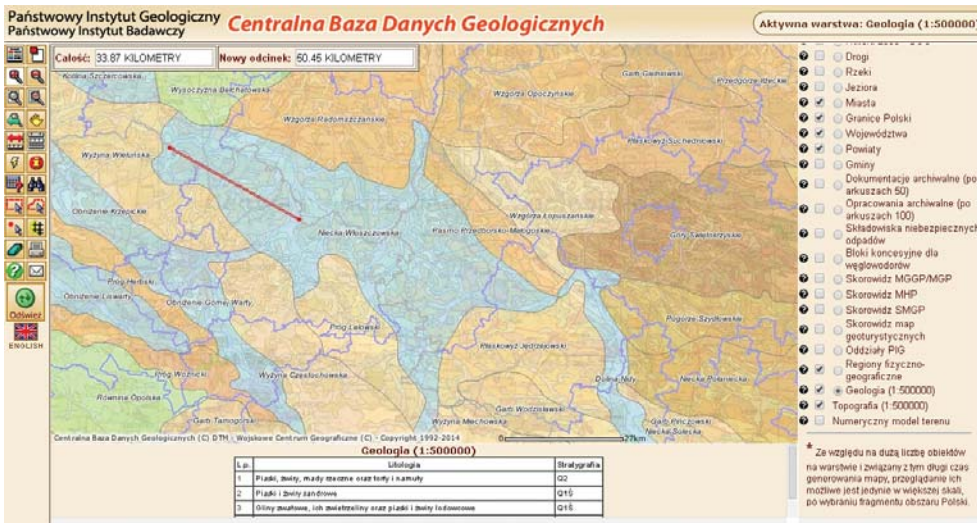 Państwowy Instytut Geologiczny
Państwowy Instytut Badawczy
Centralna Baza Danych Geologicznych
Aktywna warstwa: Geologia (1:500000)
Całość: 33.87 KILOMETRY
Nowy odcinek: 50.45 KILOMETRY
Drogi
Rzeki
Jeziora
Miasta
Granice Polski
Województwa
Powiaty
Gminy
Dokumentacje archiwalne (po
arkuszach 50)
Opracowania archiwalne (po
arkuszach 100)
Składowiska niebezpiecznych
odpadów
Bloki koncesyjne dla
węglowodorów
Skorowidz MGGP/MGP
Skorowidz MHP
Skorowidz SMGP
Skorowidz map
geoturystycznych
Oddziały PIG
Regiony fizyczno-
geograficzne
Geologia (1:500000)
Topografia (1:500000)
Numeryczny model terenu
* Ze względu na dużą liczbę obiektów
na warstwie i związany z tym długi czas
generowania mapy, przeglądanie ich
możliwe jest jedynie w większej skali,
po wybraniu fragmentu obszaru Polski.
Odśwież
ENGLISH
Kotlina Szczercowska
Wysoczyzna Bełchatowska
Wzgórza Radomszczańskie
Wzgórza Opoczyńskie
Garb Gielniowski
Przedgórze Iłżeckie
Płaskowyż Suchedniowski
Wyżyna Wieluńska
Obniżenie Krzepickie
Niecka Włoszczowska
Pasmo Przedborsko-Małogoskie
Wzgórza Łopuszańskie
Góry Świętokrzyskie
Próg Herbski
Obniżenie Liswarty
Obniżenie Górnej Warty
Próg Lelowski
Płaskowyż Jędrzejowski
Pogórze Szydłowskie
Próg Woźnicki
Wyżyna Częstochowska
Dolina Nidy
Niecka Połaniecka
Równina Opolska
Garb Tarnogórski
Wyżyna Miechowska
Garb Wodzisławski
Garb Pińczowski
Niecka Solecka
Centralna Baza Danych Geologicznych (C) DTM - Wojskowe Centrum Geograficzne (C) - Copyright 1992-2014
0 27km
Geologia (1:500000)
L.p. Litologia Stratygrafia
1 Piaski, żwiry, mady rzeczne oraz torfy i namuły Q2
2 Piaski i żwiry sandrowe Q1Ś
3 Gliny zwałowe, ich zwietrzeliny oraz piaski i żwiry lodowcowe Q1Ś